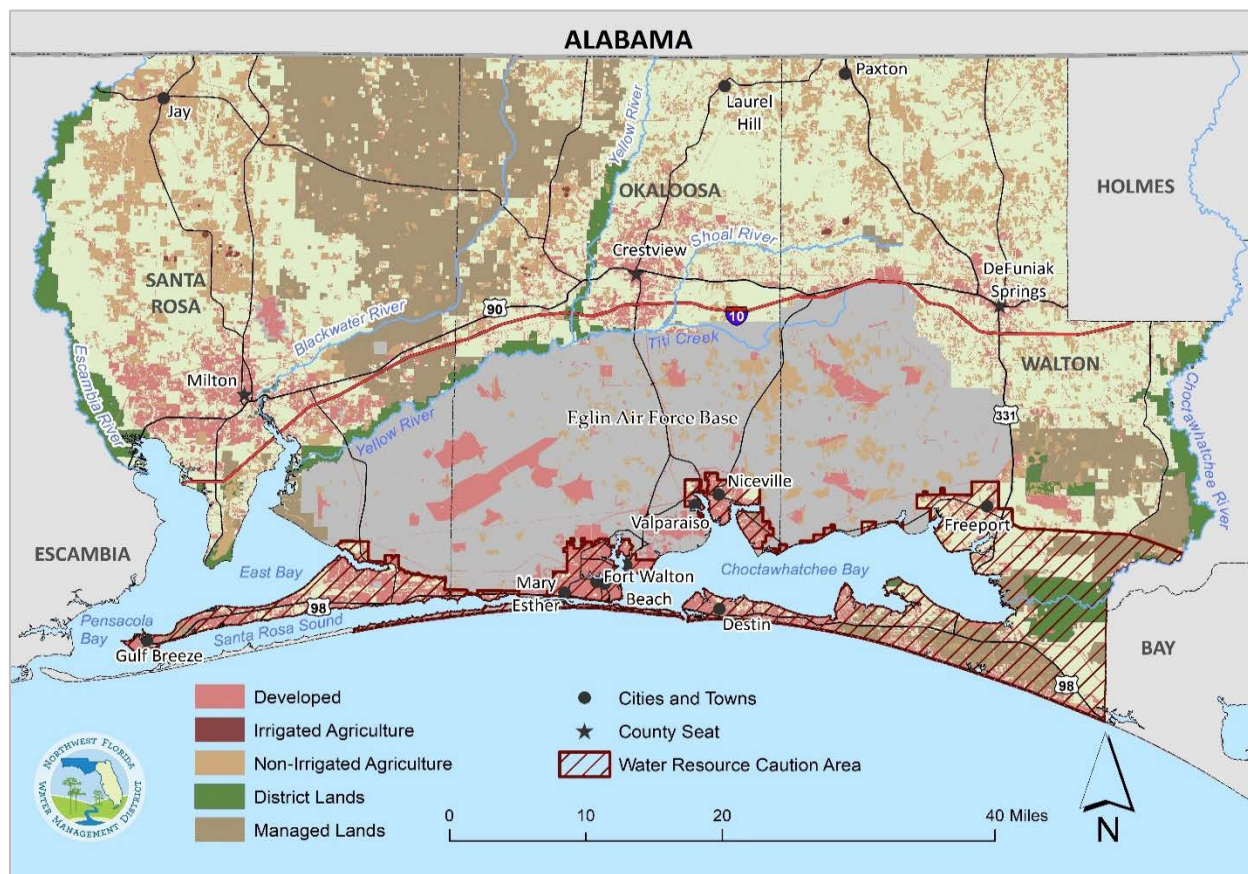 ALABAMA
Paxton
Jay
Laurel
Hill
Yellow River
HOLMES
OKALOOSA
Shoal River
Crestview
SANTA
ROSA
DeFuniak
Springs
90
Blackwater River
10
Titi Creek
Escambia River
Milton
WALTON
Choctawhatchee River
Eglin Air Force Base
331
Yellow River
Niceville
Valparaiso
Freeport
ESCAMBIA
East Bay
Mary
Esther
Fort Walton
Beach
Choctawhatchee Bay
98
Pensacola
Bay
Santa Rosa Sound
Destin
Gulf Breeze
BAY
98
Developed
Irrigated Agriculture
Non-Irrigated Agriculture
District Lands
Managed Lands
Cities and Towns
County Seat
Water Resource Caution Area
NORTHWEST FLORIDA
WATER MANAGEMENT DISTRICT
0 10 20 40 Miles
N